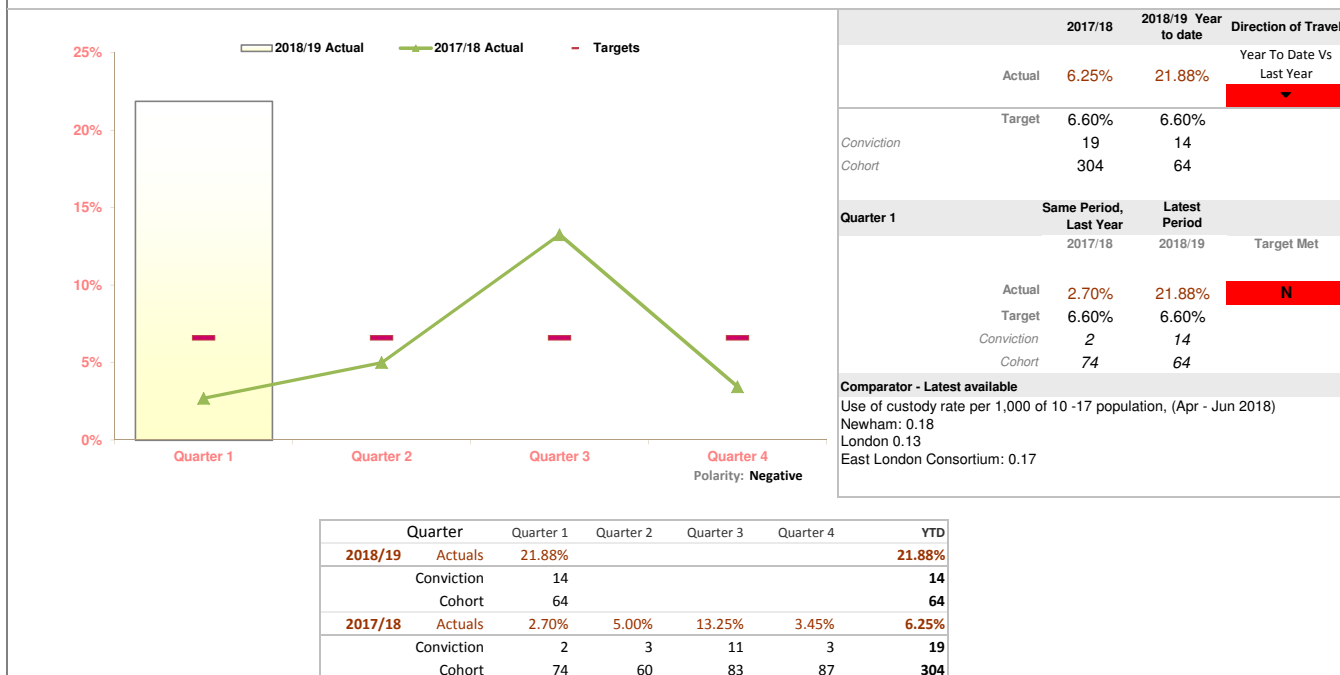 2018/19 Actual 2017/18 Actual Targets
25%
20%
15%
10%
5%
0%
Quarter 1 Quarter 2 Quarter 3 Quarter 4
Polarity: Negative
2017/18 2018/19 Year to date Direction of Travel
Year To Date Vs
Last Year
Actual 6.25% 21.88%
Target 6.60% 6.60%
Conviction 19 14
Cohort 304 64
Quarter 1 Same Period, Last Year Latest Period
2017/18 2018/19 Target Met
Actual 2.70% 21.88% N
Target 6.60% 6.60%
Conviction 2 14
Cohort 74 64
Comparator - Latest available
Use of custody rate per 1,000 of 10 -17 population, (Apr - Jun 2018)
Newham: 0.18
London 0.13
East London Consortium: 0.17
Quarter Quarter 1 Quarter 2 Quarter 3 Quarter 4 YTD
2018/19 Actuals 21.88% 21.88%
Conviction 14 14
Cohort 64 64
2017/18 Actuals 2.70% 5.00% 13.25% 3.45% 6.25%
Conviction 2 3 11 3 19
Cohort 74 60 83 87 304